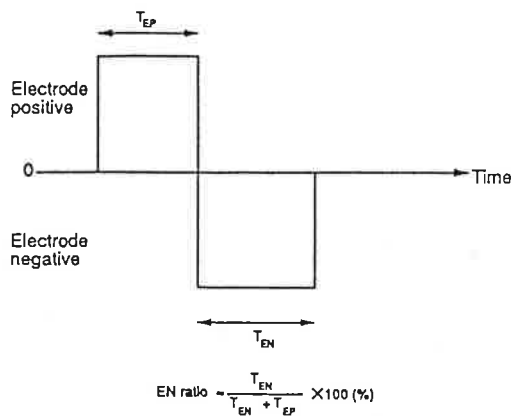 T_EP
Electrode
positive
0
Time
Electrode
negative
T_EN
EN ratio = T_EN / (T_EN + T_EP) × 100 (%)